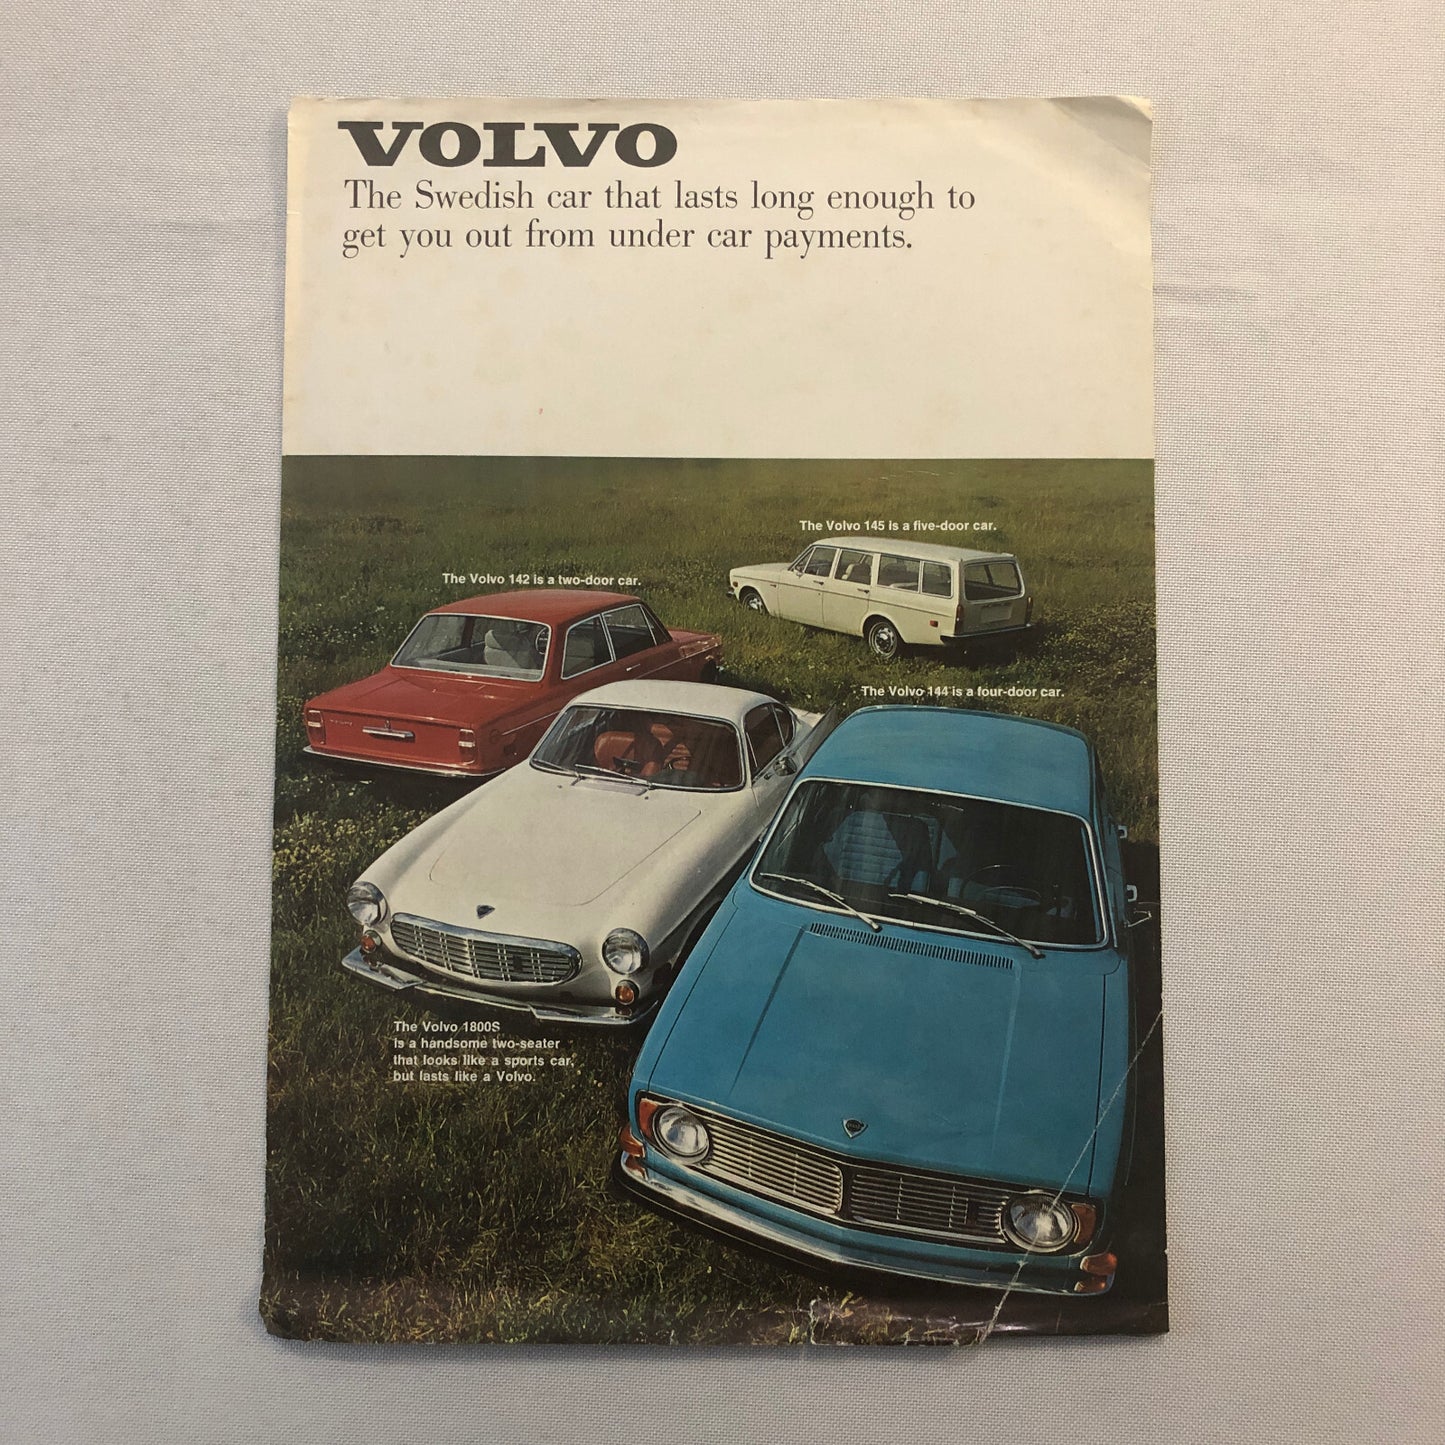 VOLVO
The Swedish car that lasts long enough to
get you out from under car payments.
The Volvo 145 is a five-door car.
The Volvo 142 is a two-door car.
The Volvo 144 is a four-door car.
The Volvo 1800S
is a handsome two-seater
that looks like a sports car,
but lasts like a Volvo.